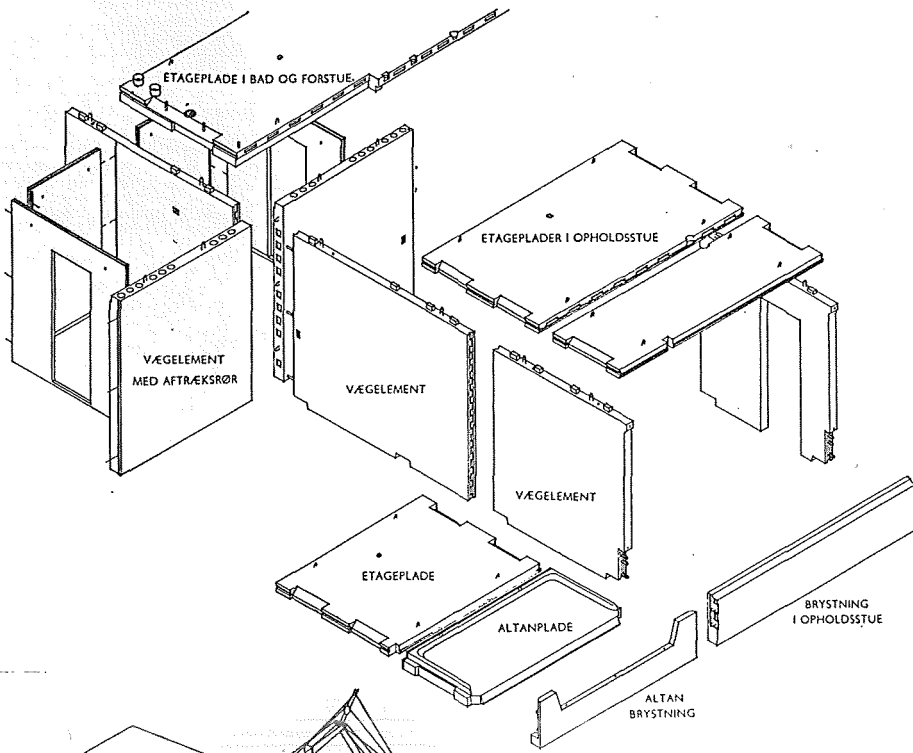 ETAGEPLADE I BAD OG FORSTUE.
ETAGEPLADER I OPHOLDSSTUE
VÆGELEMENT
MED AFTRÆKSRØR
VÆGELEMENT
VÆGELEMENT
ETAGEPLADE
ALTANPLADE
BRYSTNING
I OPHOLDSSTUE
ALTAN
BRYSTNING